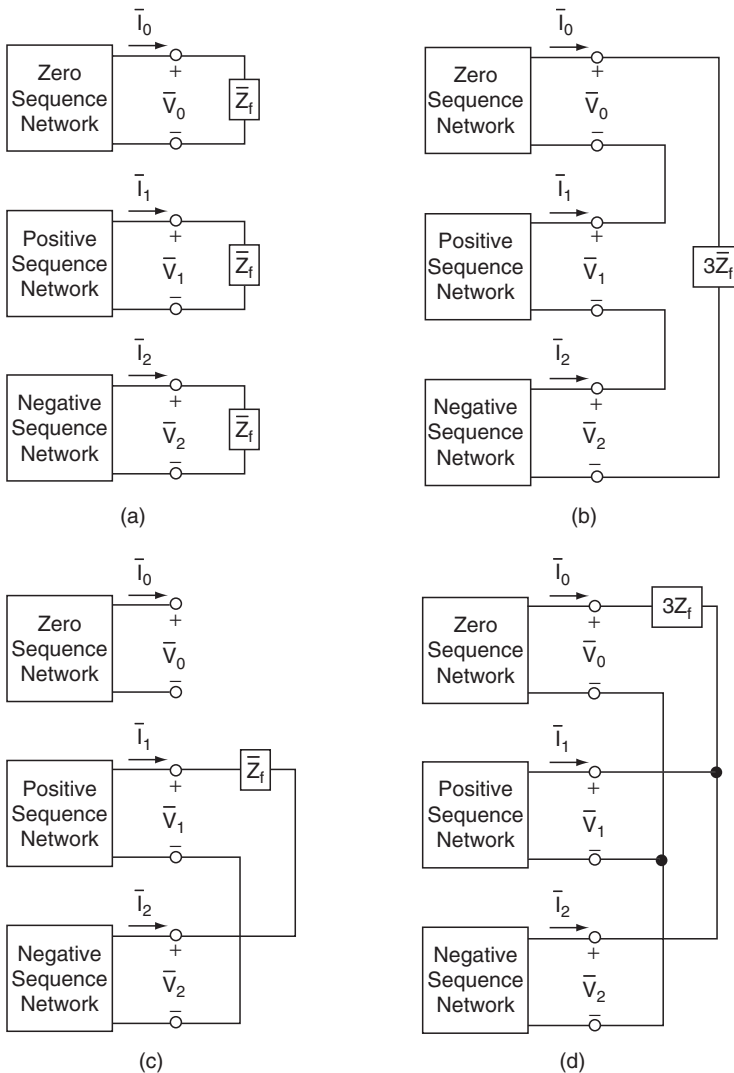 Ī₀
Zero
Sequence
Network
+
V̄₀
–
Z̄f
Ī₁
Positive
Sequence
Network
+
V̄₁
–
Z̄f
Ī₂
Negative
Sequence
Network
+
V̄₂
–
Z̄f
(a)
Ī₀
Zero
Sequence
Network
+
V̄₀
–
Ī₁
Positive
Sequence
Network
+
V̄₁
–
3Z̄f
Ī₂
Negative
Sequence
Network
+
V̄₂
–
(b)
Ī₀
Zero
Sequence
Network
+
V̄₀
–
Ī₁
Positive
Sequence
Network
+
V̄₁
–
Z̄f
Ī₂
Negative
Sequence
Network
+
V̄₂
–
(c)
Ī₀
Zero
Sequence
Network
+
V̄₀
–
3Zf
Ī₁
Positive
Sequence
Network
+
V̄₁
–
Ī₂
Negative
Sequence
Network
+
V̄₂
–
(d)